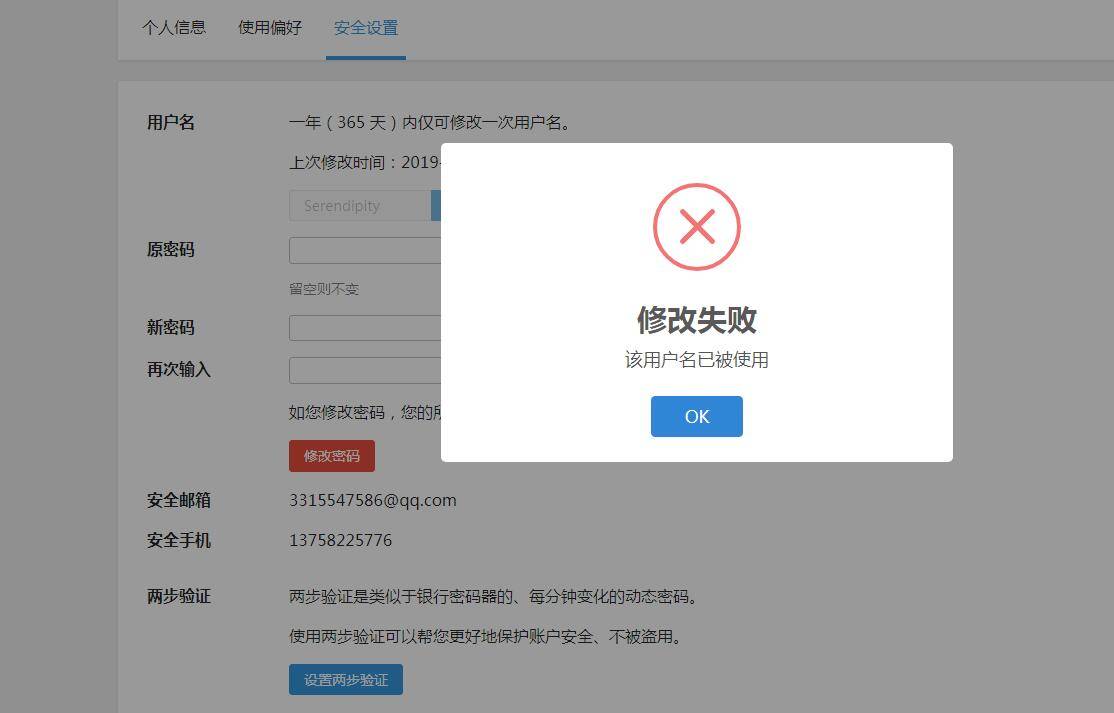 个人信息 使用偏好 安全设置
用户名 一年（365 天）内仅可修改一次用户名。
上次修改时间：2019-
Serendipity
原密码
留空则不变
新密码
再次输入
如您修改密码，您的所
修改密码
安全邮箱 3315547586@qq.com
安全手机 13758225776
两步验证 两步验证是类似于银行密码器的、每分钟变化的动态密码。
使用两步验证可以帮您更好地保护账户安全、不被盗用。
设置两步验证
修改失败
该用户名已被使用
OK